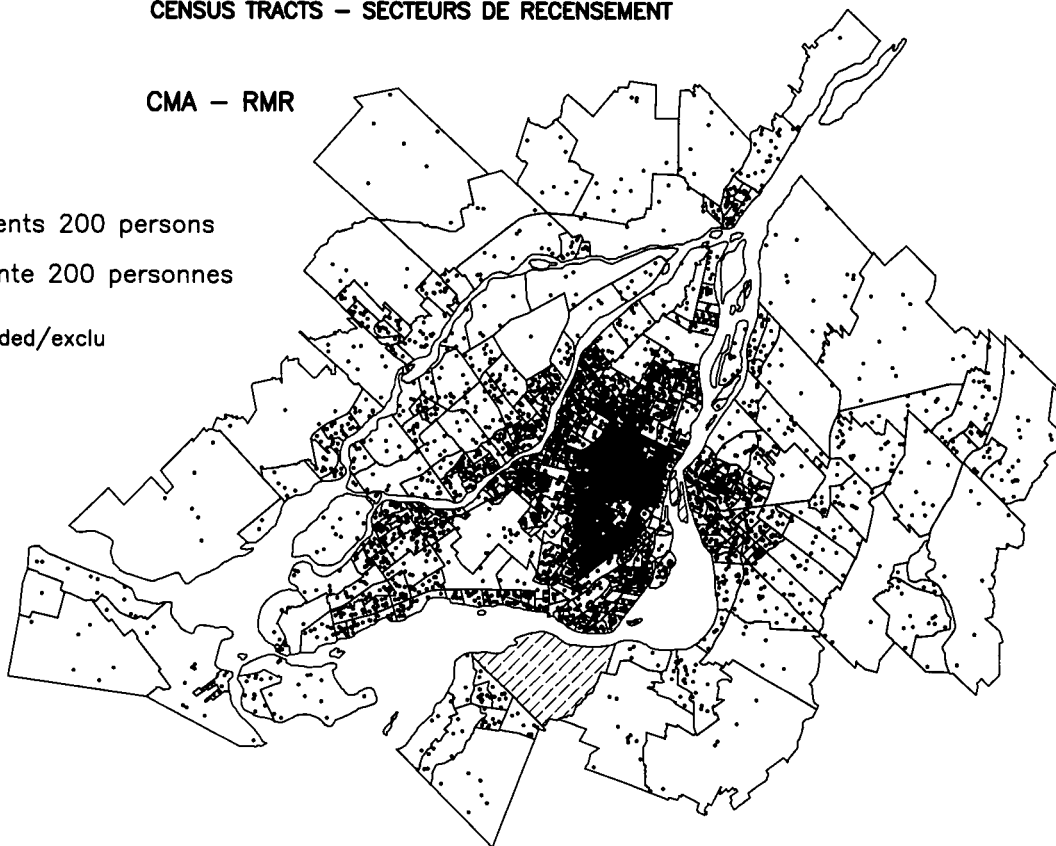 CENSUS TRACTS – SECTEURS DE RECENSEMENT
CMA – RMR
ents 200 persons
nte 200 personnes
ded/exclu